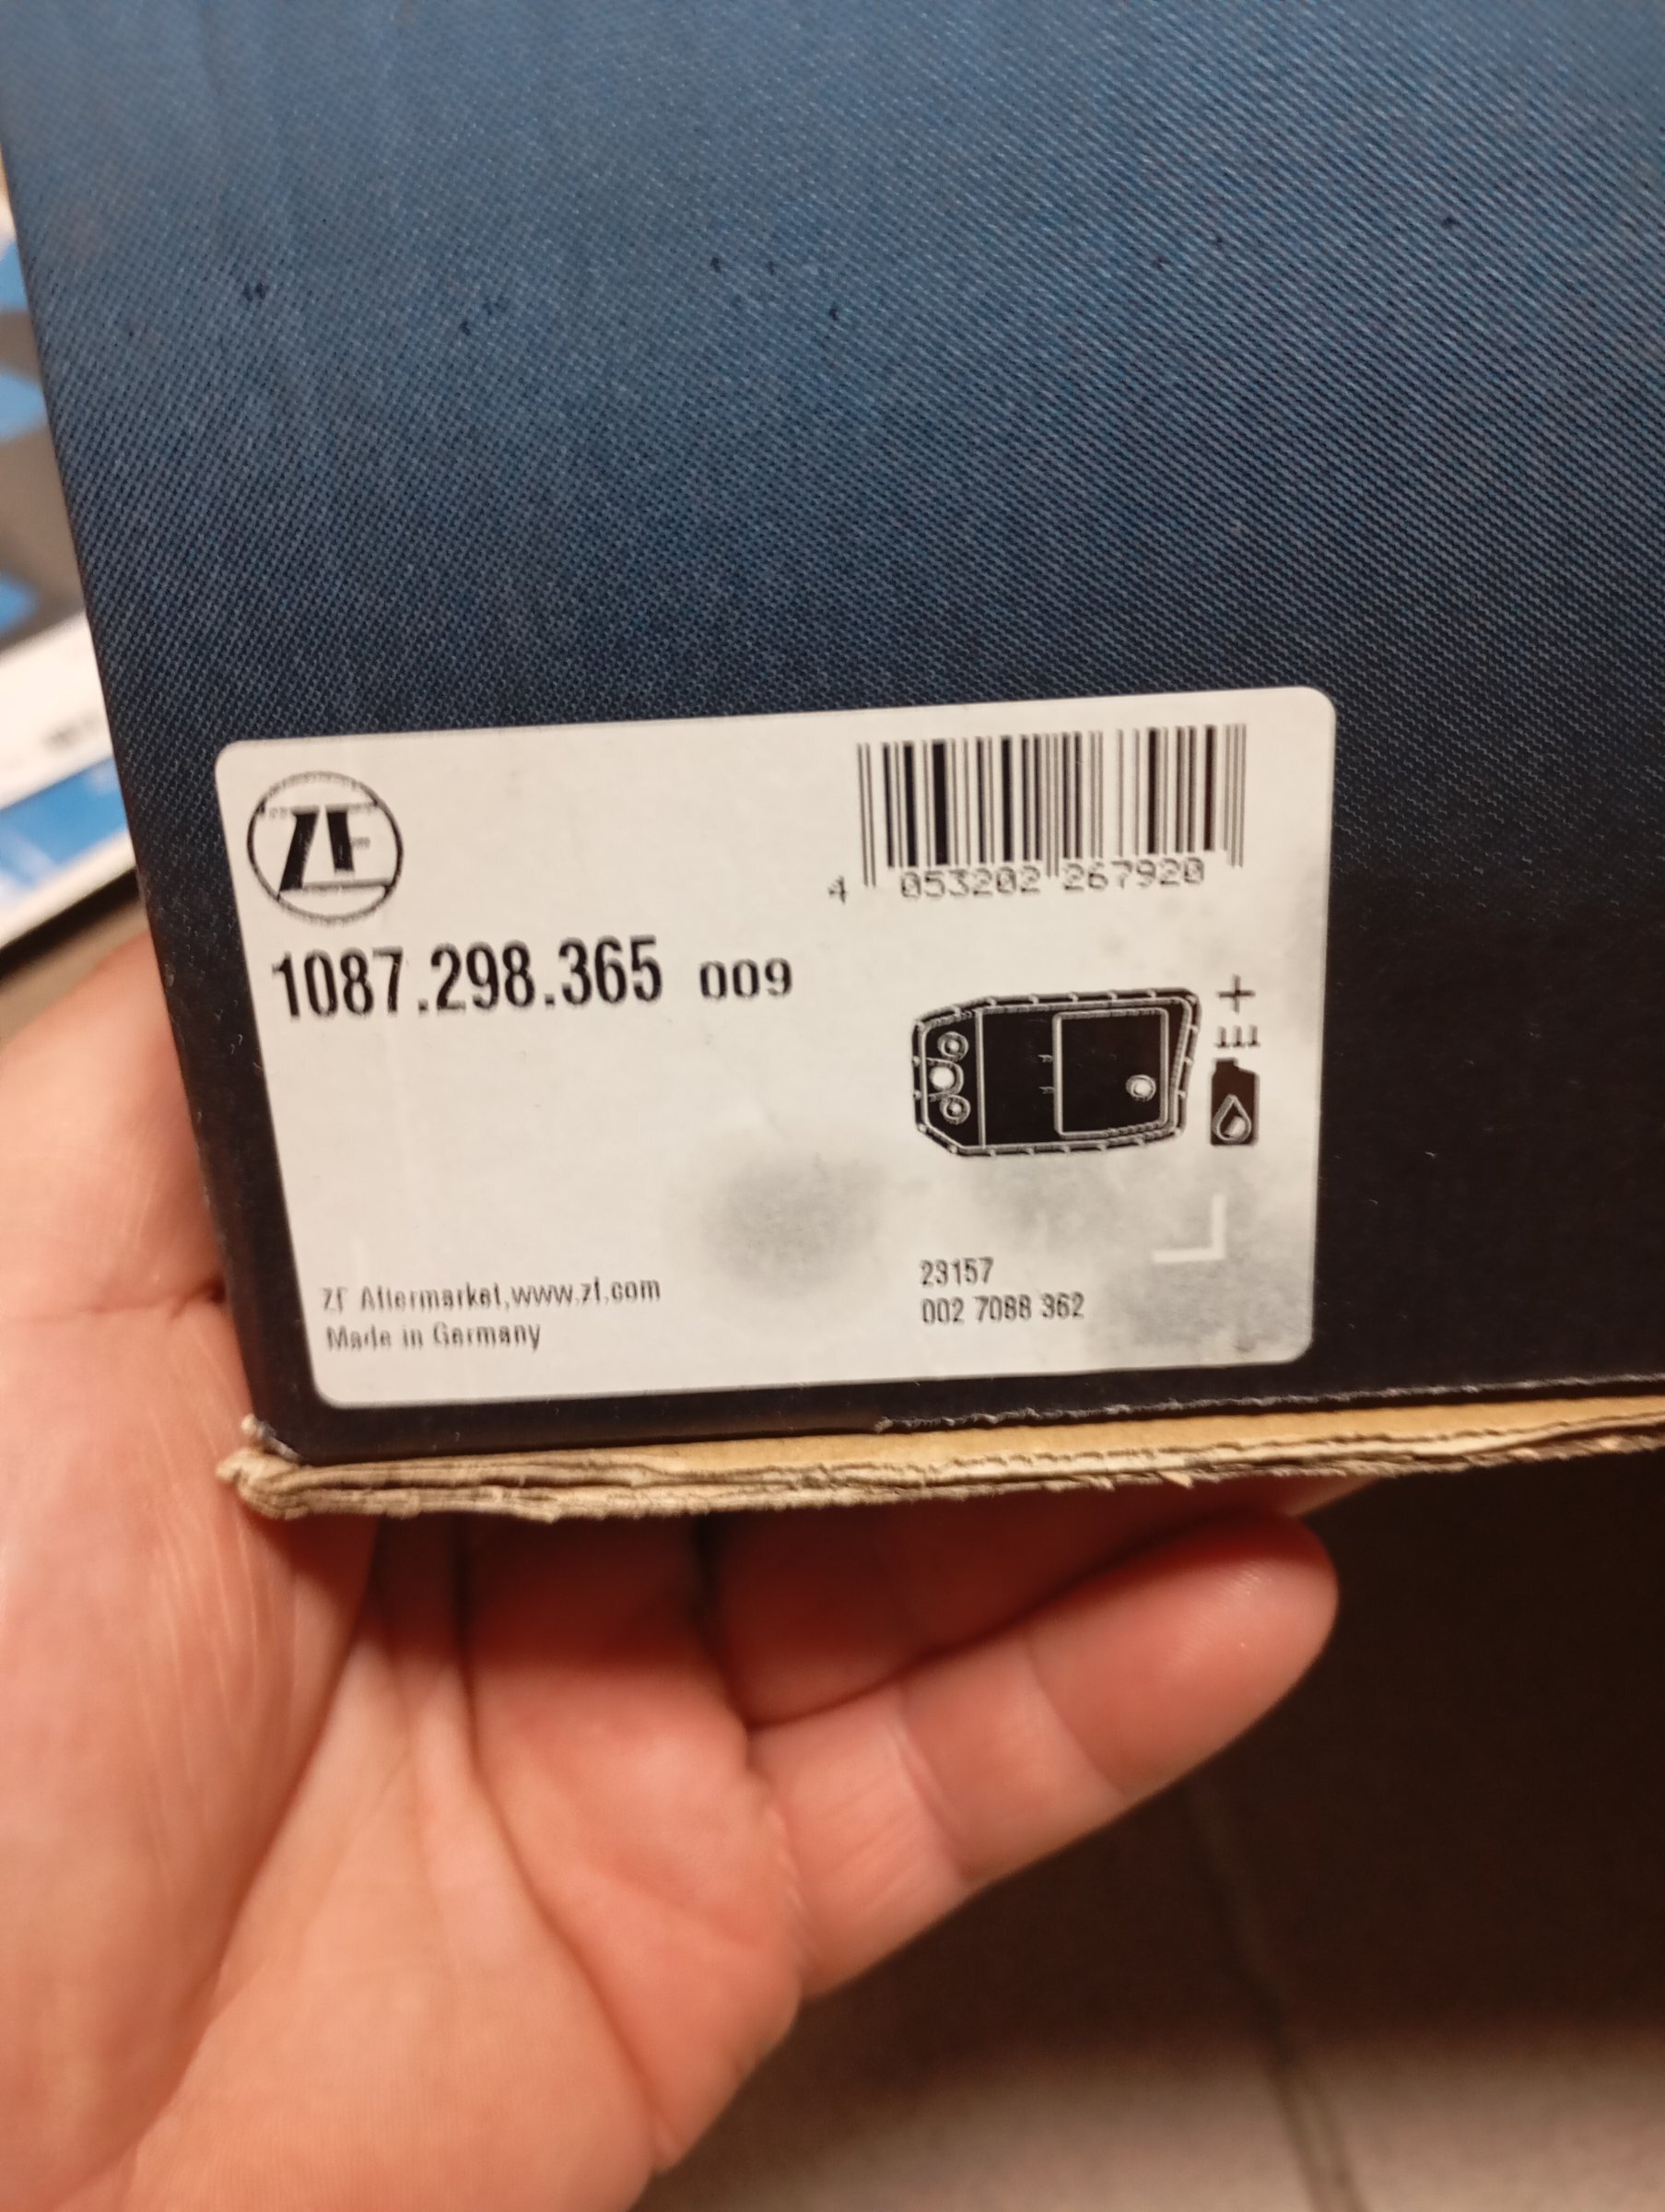 ZF
4 053202 267920
1087.298.365 009
ZF Aftermarket,www.zf.com
Made in Germany
23157
002 7088 362